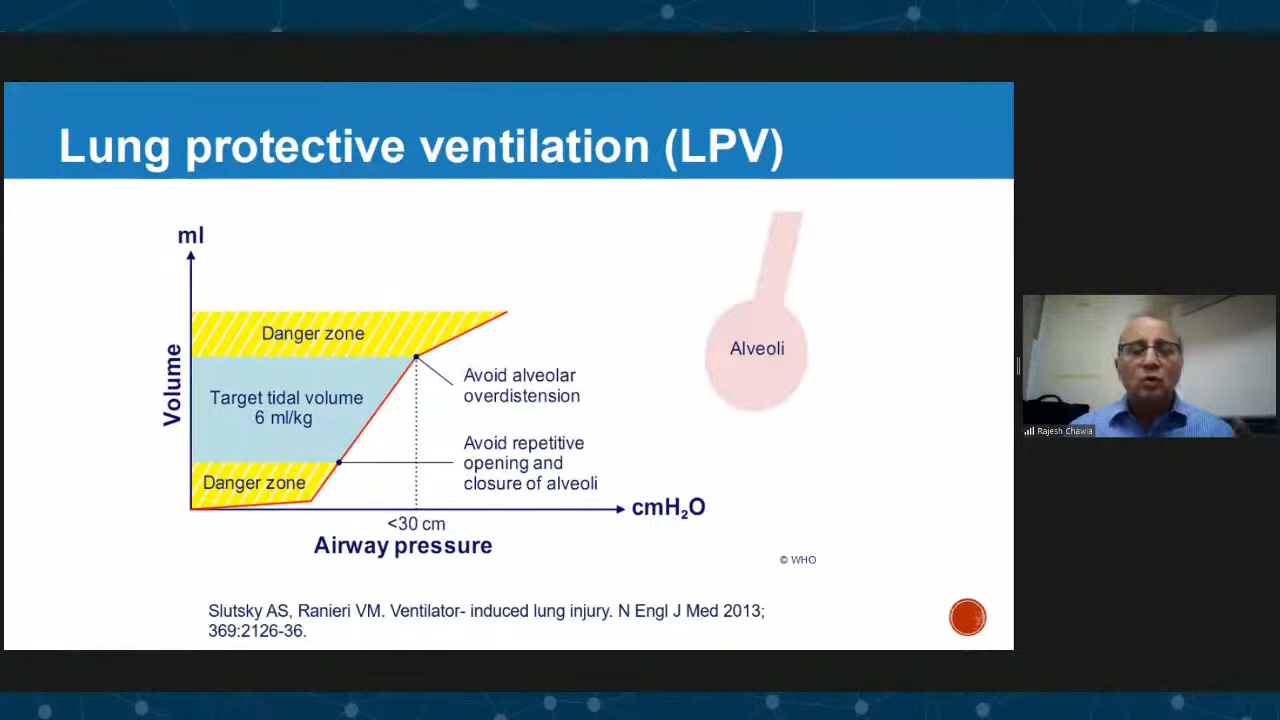 Lung protective ventilation (LPV)
ml
Volume
Danger zone
Target tidal volume
6 ml/kg
Danger zone
Avoid alveolar
overdistension
Avoid repetitive
opening and
closure of alveoli
<30 cm
cmH₂O
Airway pressure
Alveoli
© WHO
Slutsky AS, Ranieri VM. Ventilator- induced lung injury. N Engl J Med 2013;
369:2126-36.
Rajesh Chawla